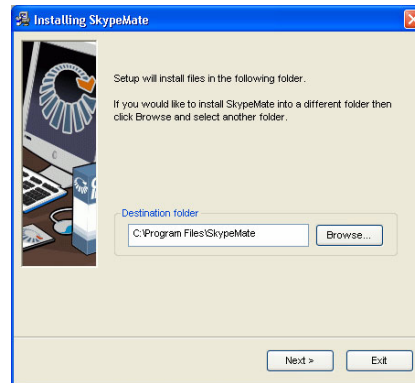 Installing SkypeMate
Setup will install files in the following folder.
If you would like to install SkypeMate into a different folder then
click Browse and select another folder.
Destination folder
C:\Program Files\SkypeMate
Browse...
Next >
Exit